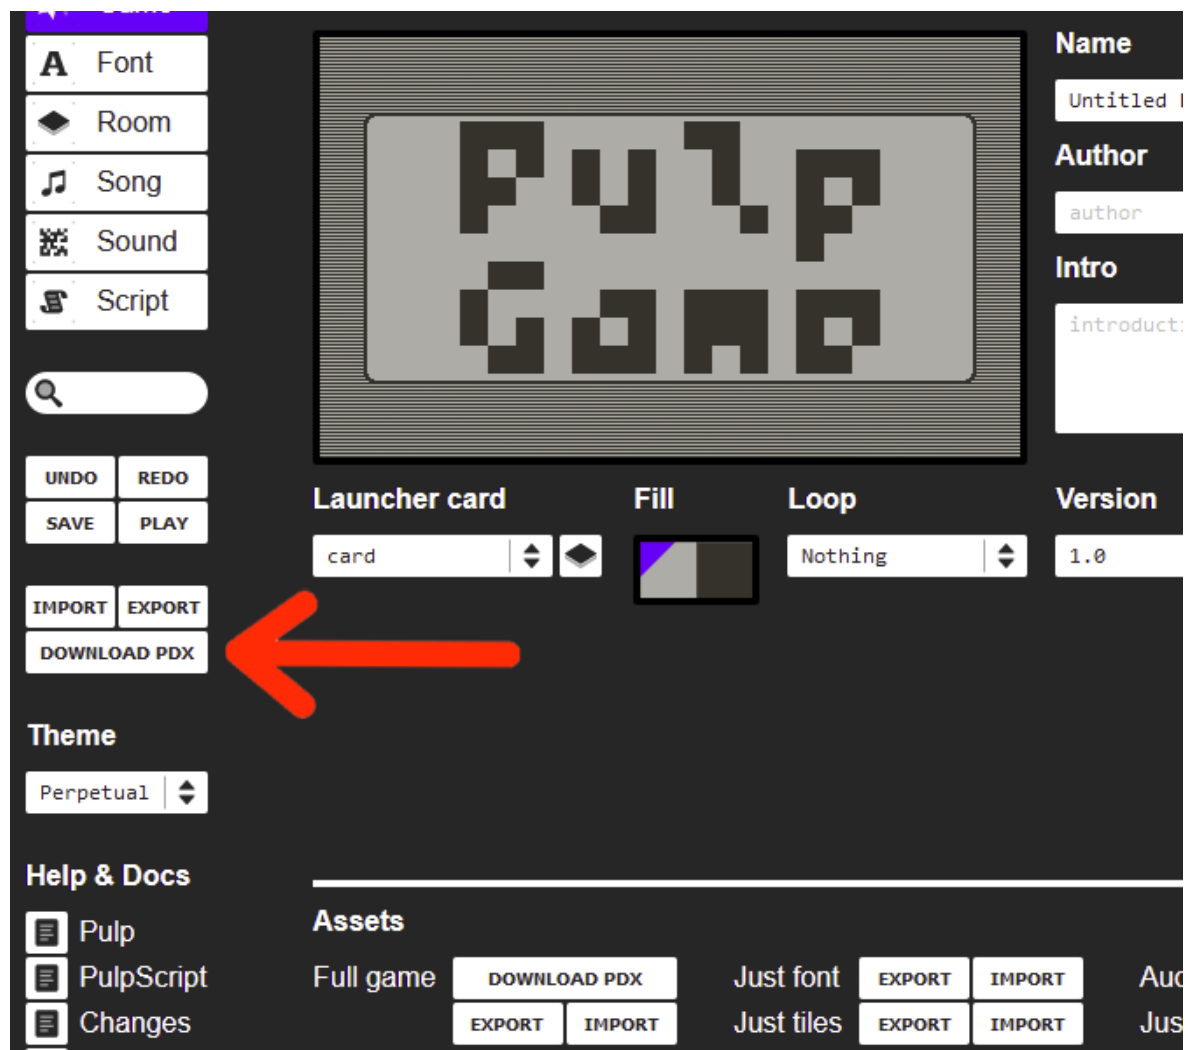 Font
Room
Song
Sound
Script
UNDO REDO
SAVE PLAY
IMPORT EXPORT
DOWNLOAD PDX
Theme
Perpetual
Help & Docs
Pulp
PulpScript
Changes
Pulp
Game
Launcher card Fill Loop
card Nothing
Name
Untitled
Author
author
Intro
Version
1.0
Assets
Full game DOWNLOAD PDX Just font EXPORT IMPORT
EXPORT IMPORT Just tiles EXPORT IMPORT